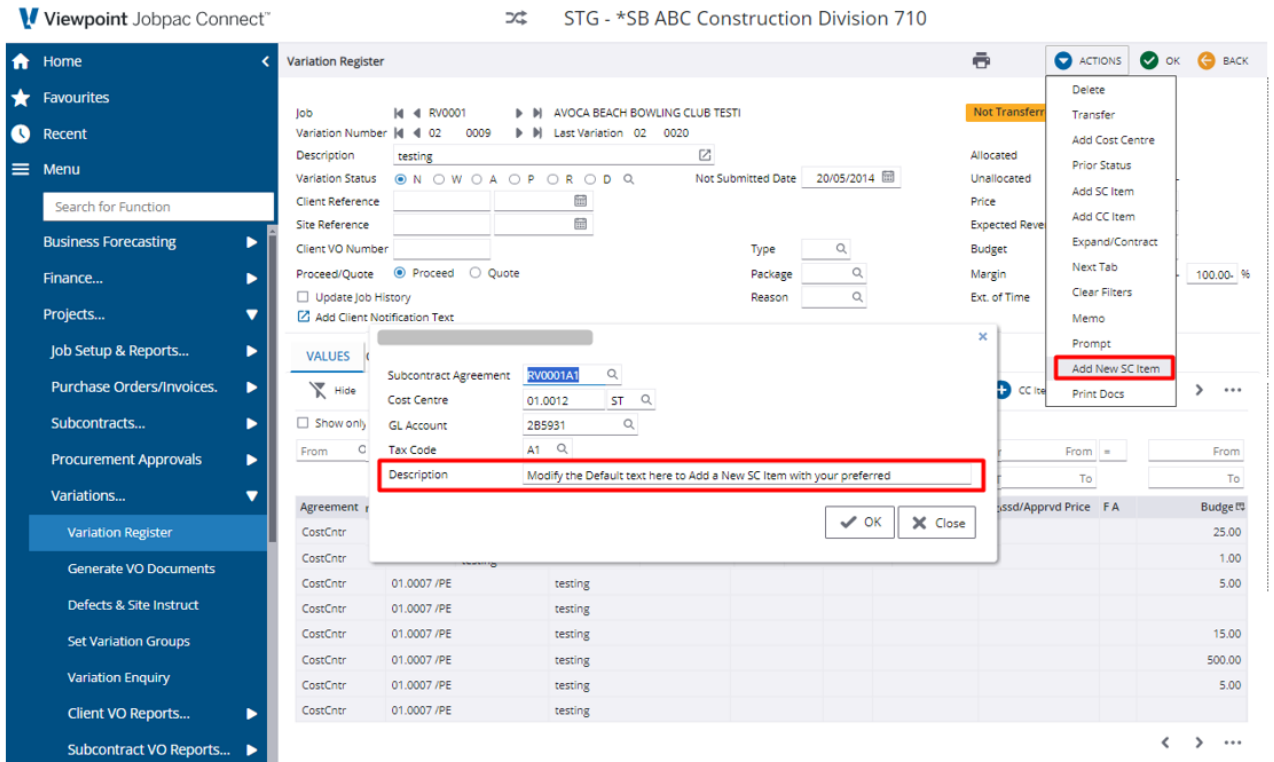 Viewpoint Jobpac Connect™
STG - *SB ABC Construction Division 710
Home
Favourites
Recent
Menu
Search for Function
Business Forecasting
Finance...
Projects...
Job Setup & Reports...
Purchase Orders/Invoices.
Subcontracts...
Procurement Approvals
Variations...
Variation Register
Generate VO Documents
Defects & Site Instruct
Set Variation Groups
Variation Enquiry
Client VO Reports...
Subcontract VO Reports...
Variation Register
ACTIONS OK BACK
Job RV0001 AVOCA BEACH BOWLING CLUB TESTI
Variation Number 02 0009 Last Variation 02 0020
Description testing
Variation Status N W A P R D Not Submitted Date 20/05/2014
Client Reference
Site Reference
Client VO Number Type
Proceed/Quote Proceed Quote Package
Update Job History Reason
Add Client Notification Text
Not Transferr
Allocated
Unallocated
Price
Expected Reve
Budget
Margin 100.00- %
Ext. of Time
Delete
Transfer
Add Cost Centre
Prior Status
Add SC Item
Add CC Item
Expand/Contract
Next Tab
Clear Filters
Memo
Prompt
Add New SC Item
Print Docs
VALUES
Hide CC Ite
Show only
From From = From
To To
Subcontract Agreement RV0001A1
Cost Centre 01.0012 ST
GL Account 2B5931
Tax Code A1
Description Modify the Default text here to Add a New SC Item with your preferred
OK Close
Agreement ssd/Apprvd Price F A Budge
CostCntr 25.00
CostCntr testing 1.00
CostCntr 01.0007 /PE testing 5.00
CostCntr 01.0007 /PE testing
CostCntr 01.0007 /PE testing 15.00
CostCntr 01.0007 /PE testing 500.00
CostCntr 01.0007 /PE testing 5.00
CostCntr 01.0007 /PE testing